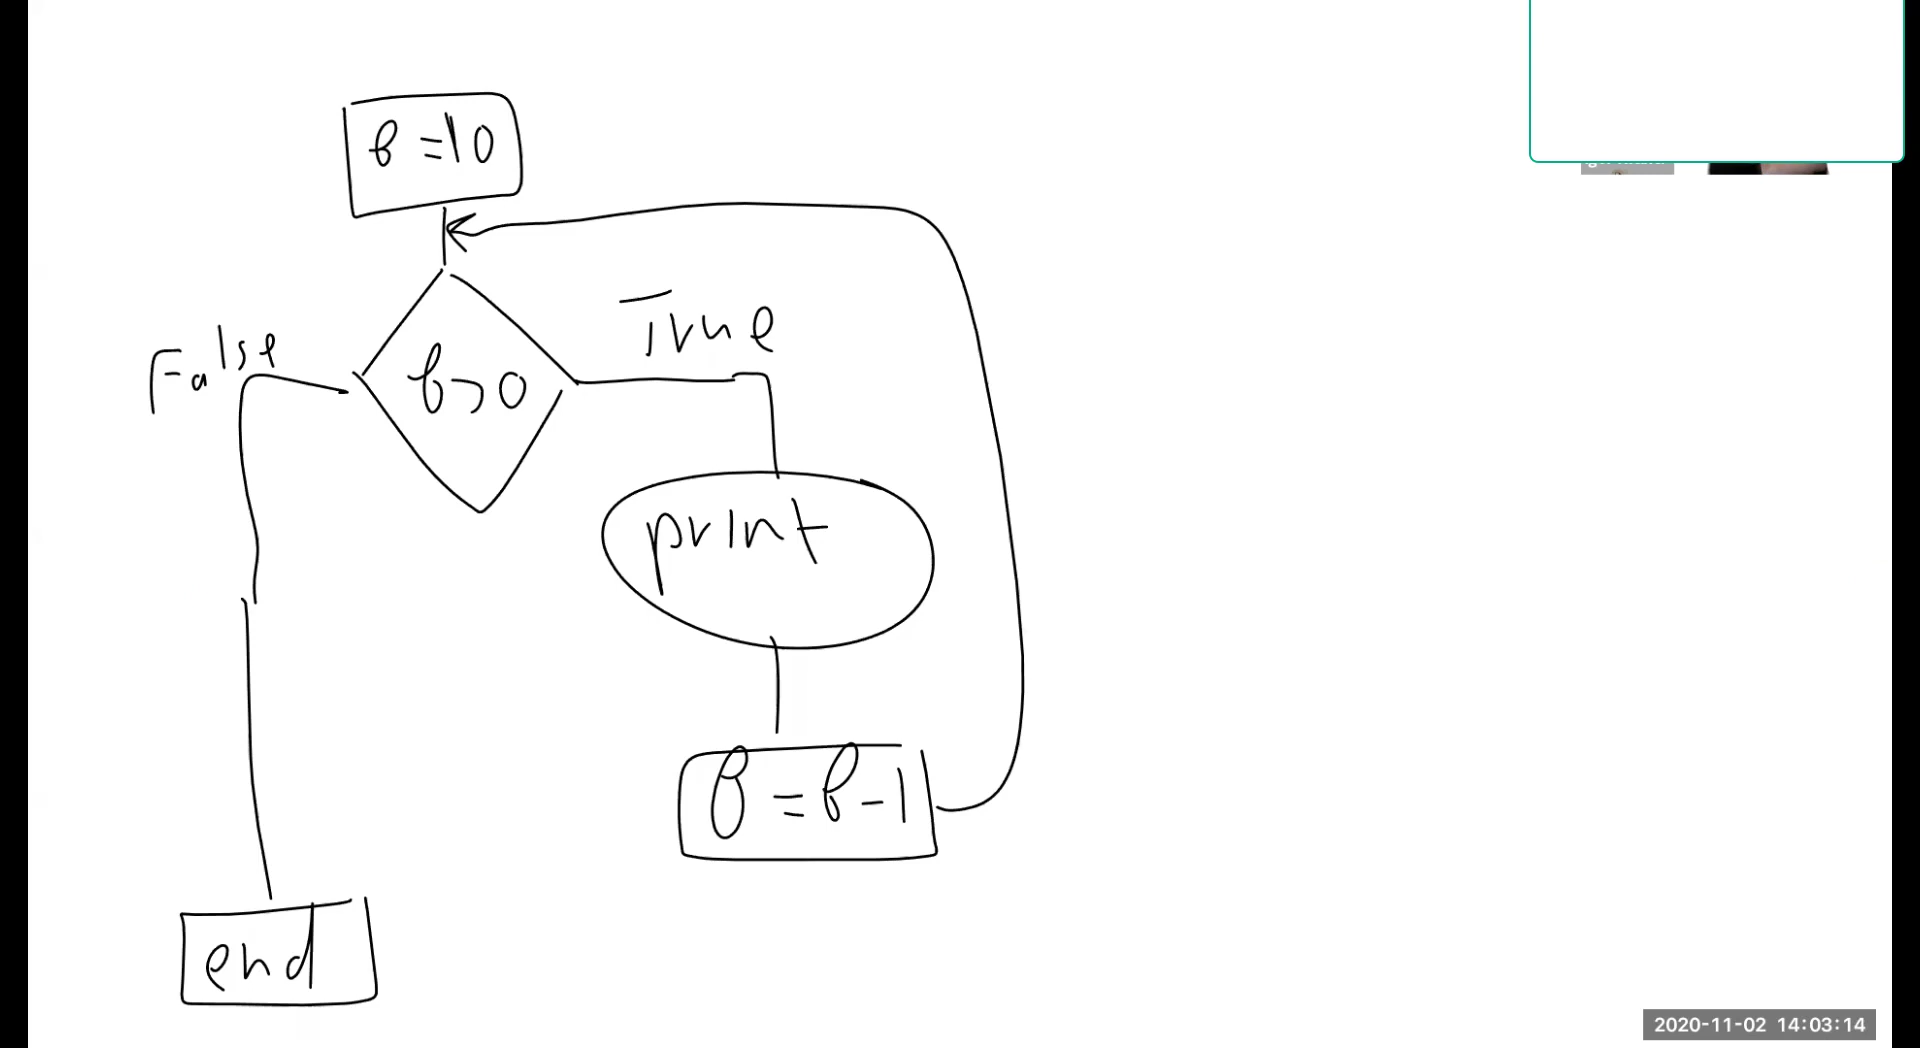 в =10
False
True
в>0
print
в = в-1
end
2020-11-02 14:03:14